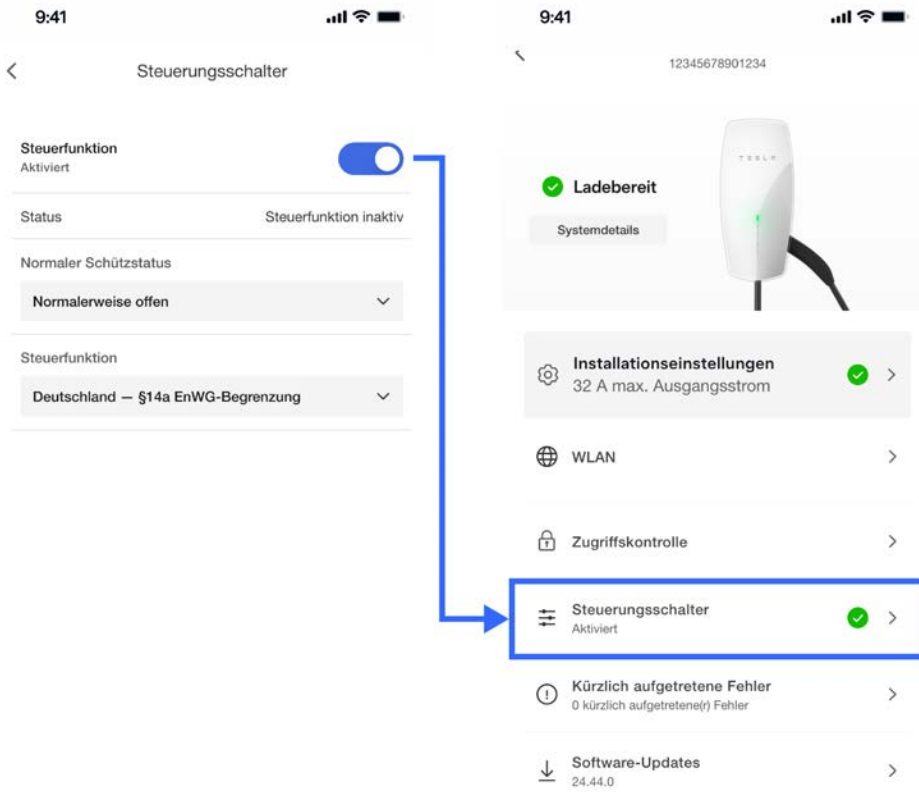 9:41
Steuerungsschalter
Steuerfunktion
Aktiviert
Status
Steuerfunktion inaktiv
Normaler Schützstatus
Normalerweise offen
Steuerfunktion
Deutschland — §14a EnWG-Begrenzung
9:41
12345678901234
TESLA
Ladebereit
Systemdetails
Installationseinstellungen
32 A max. Ausgangsstrom
WLAN
Zugriffskontrolle
Steuerungsschalter
Aktiviert
Kürzlich aufgetretene Fehler
0 kürzlich aufgetretene(r) Fehler
Software-Updates
24.44.0